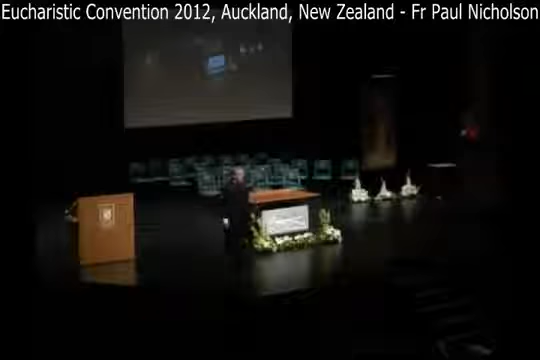 Eucharistic Convention 2012, Auckland, New Zealand - Fr Paul Nicholson